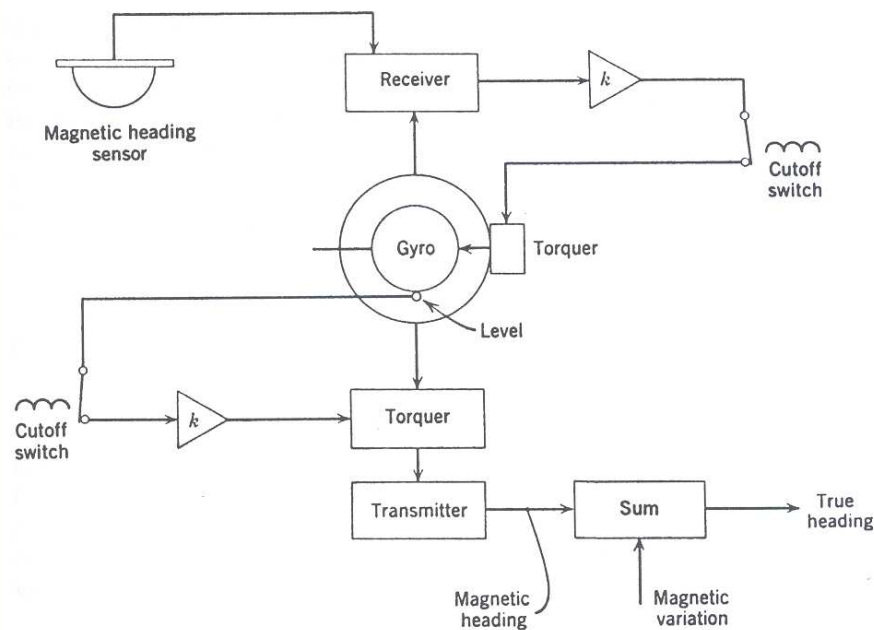 Receiver
k
Magnetic heading
sensor
Cutoff
switch
Gyro
Torquer
Level
k
Torquer
Cutoff
switch
Transmitter
Sum
True
heading
Magnetic
heading
Magnetic
variation